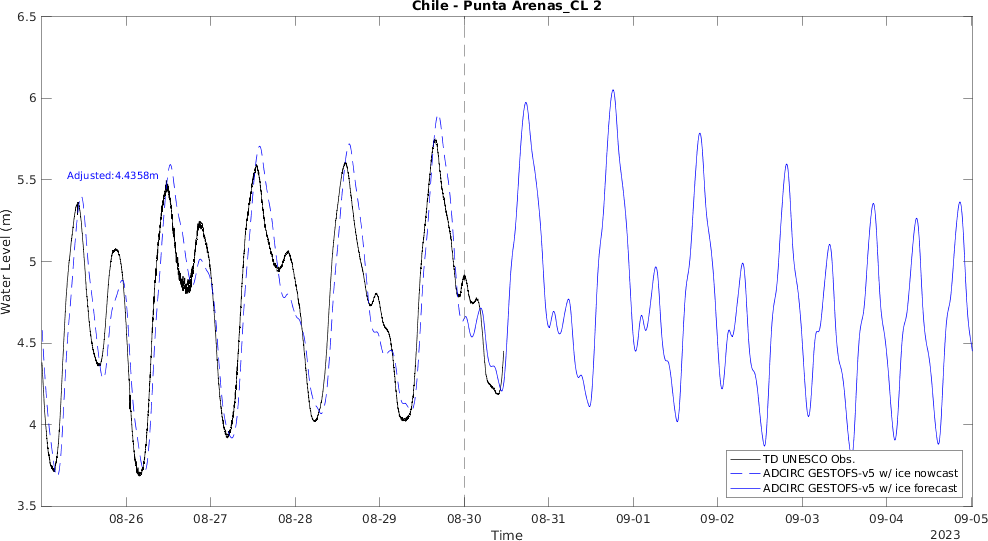 Chile - Punta Arenas_CL 2
6.5
6
5.5
5
4.5
4
3.5
Water Level (m)
Adjusted:4.4358m
TD UNESCO Obs.
ADCIRC GESTOFS-v5 w/ ice nowcast
ADCIRC GESTOFS-v5 w/ ice forecast
08-26 08-27 08-28 08-29 08-30 08-31 09-01 09-02 09-03 09-04 09-05
Time
2023